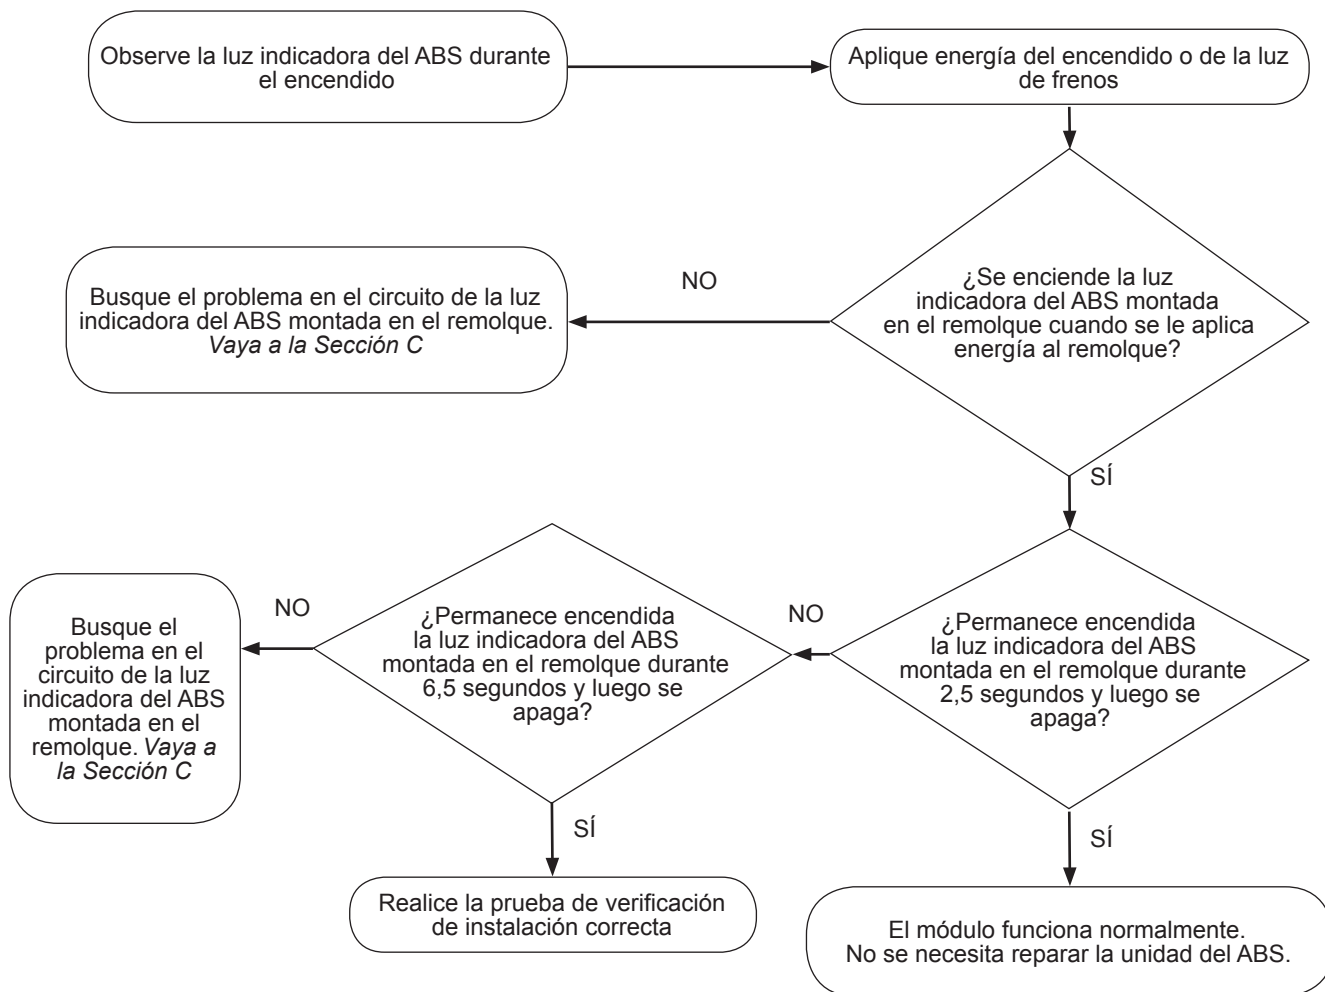 Observe la luz indicadora del ABS durante
el encendido
Aplique energía del encendido o de la luz
de frenos
¿Se enciende la luz
indicadora del ABS montada
en el remolque cuando se le aplica
energía al remolque?
NO
Busque el problema en el circuito de la luz
indicadora del ABS montada en el remolque.
Vaya a la Sección C
SÍ
¿Permanece encendida
la luz indicadora del ABS
montada en el remolque durante
2,5 segundos y luego se
apaga?
NO
¿Permanece encendida
la luz indicadora del ABS
montada en el remolque durante
6,5 segundos y luego se
apaga?
NO
Busque el
problema en el
circuito de la luz
indicadora del ABS
montada en el
remolque. Vaya a
la Sección C
SÍ
Realice la prueba de verificación
de instalación correcta
SÍ
El módulo funciona normalmente.
No se necesita reparar la unidad del ABS.